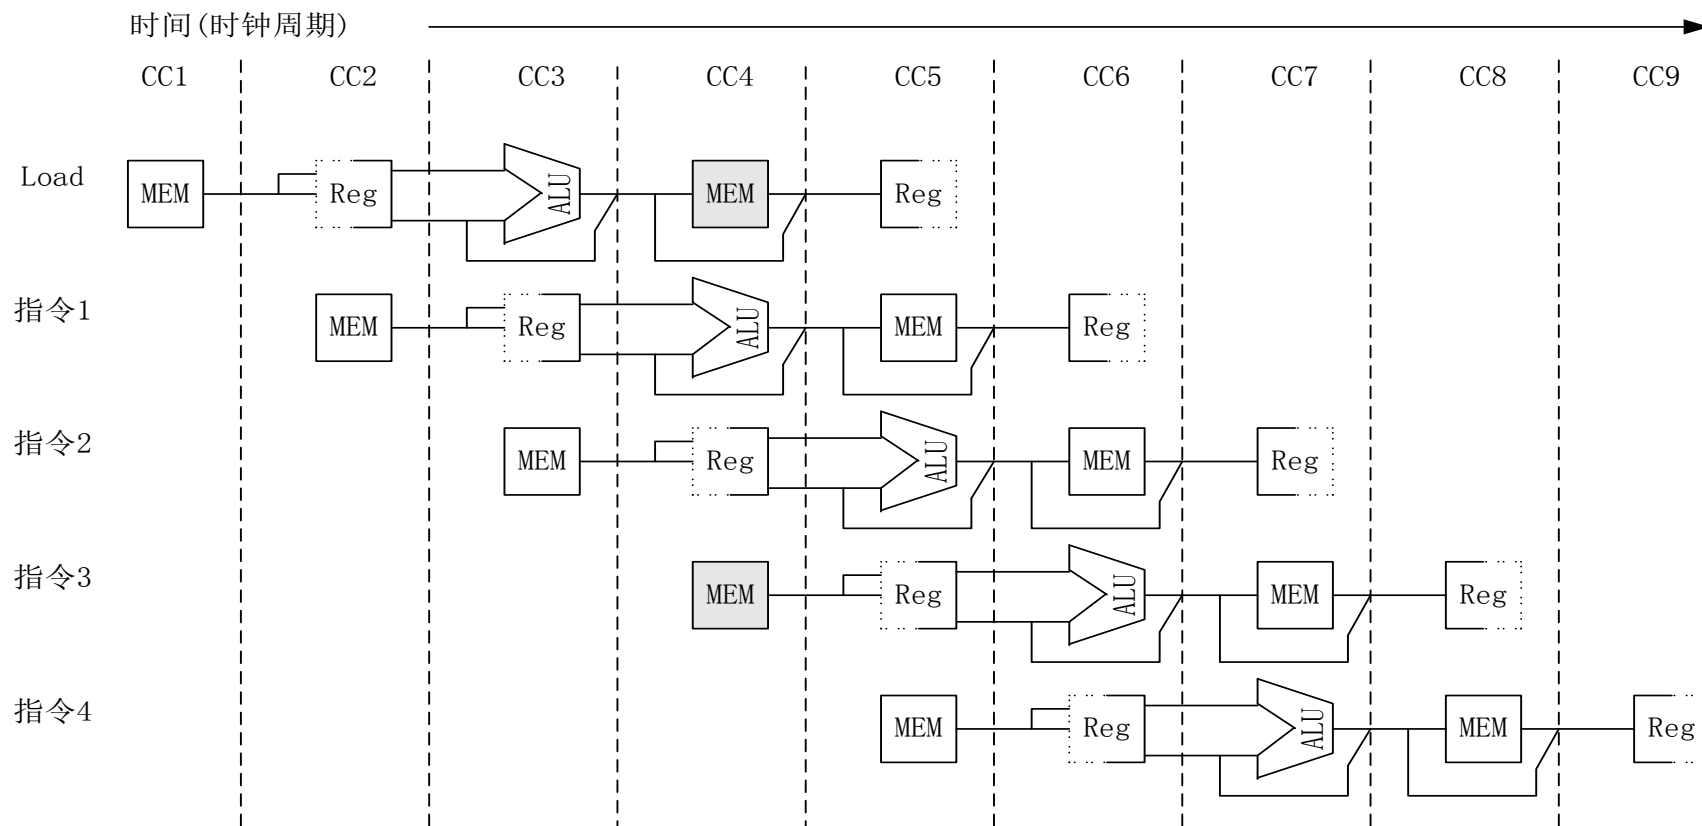 时间(时钟周期)
CC1 CC2 CC3 CC4 CC5 CC6 CC7 CC8 CC9
Load MEM Reg ALU MEM Reg
指令1 MEM Reg ALU MEM Reg
指令2 MEM Reg ALU MEM Reg
指令3 MEM Reg ALU MEM Reg
指令4 MEM Reg ALU MEM Reg